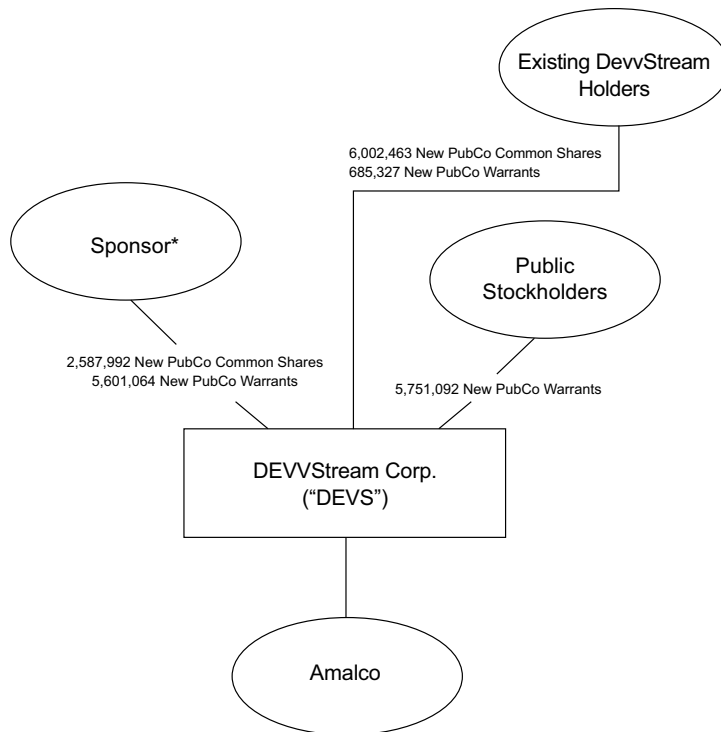 Existing DevvStream
Holders
6,002,463 New PubCo Common Shares
685,327 New PubCo Warrants
Sponsor*
Public
Stockholders
2,587,992 New PubCo Common Shares
5,601,064 New PubCo Warrants
5,751,092 New PubCo Warrants
DEVVStream Corp.
(“DEVS”)
Amalco